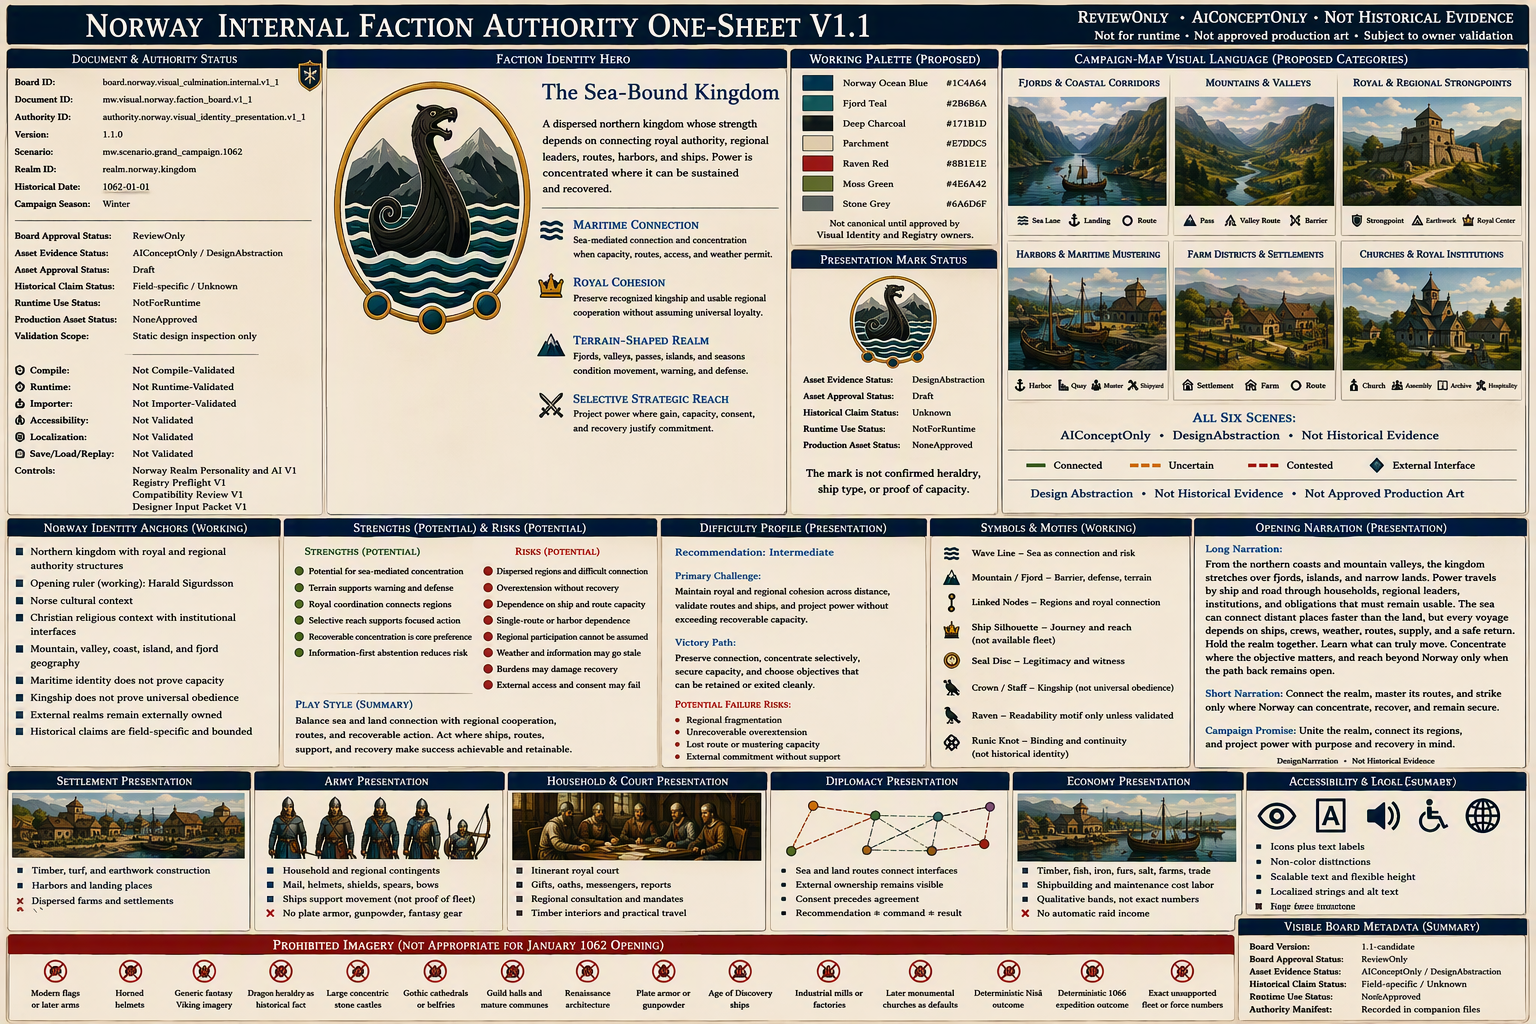 Norway Internal Faction Authority One-Sheet V1.1
ReviewOnly • AIConceptOnly • Not Historical Evidence
Not for runtime • Not approved production art • Subject to owner validation
Document & Authority Status
Board ID: board.norway.visual_culmination.internal.v1_1
Document ID: mw.visual.norway.faction_board.v1_1
Authority ID: authority.norway.visual_identity_presentation.v1_1
Version: 1.1.0
Scenario: mw.scenario.grand_campaign.1062
Realm ID: realm.norway.kingdom
Historical Date: 1062-01-01
Campaign Season: Winter
Board Approval Status: ReviewOnly
Asset Evidence Status: AIConceptOnly / DesignAbstraction
Asset Approval Status: Draft
Historical Claim Status: Field-specific / Unknown
Runtime Use Status: NotForRuntime
Production Asset Status: NoneApproved
Validation Scope: Static design inspection only
Compile: Not Compile-Validated
Runtime: Not Runtime-Validated
Importer: Not Importer-Validated
Accessibility: Not Validated
Localization: Not Validated
Save/Load/Replay: Not Validated
Controls: Norway Realm Personality and AI V1
Registry Preflight V1
Compatibility Review V1
Designer Input Packet V1
Faction Identity Hero
The Sea-Bound Kingdom
A dispersed northern kingdom whose strength
depends on connecting royal authority, regional
leaders, routes, harbors, and ships. Power is
concentrated where it can be sustained
and recovered.
Maritime Connection
Sea-mediated connection and concentration
when capacity, routes, access, and weather permit.
Royal Cohesion
Preserve recognized kingship and usable regional
cooperation without assuming universal loyalty.
Terrain-Shaped Realm
Fjords, valleys, passes, islands, and seasons
condition movement, warning, and defense.
Selective Strategic Reach
Project power where gain, capacity, consent,
and recovery justify commitment.
Working Palette (Proposed)
Norway Ocean Blue #1C4A64
Fjord Teal #2B6B6A
Deep Charcoal #171B1D
Parchment #E7DDC5
Raven Red #8B1E1E
Moss Green #4E6A42
Stone Grey #6A6D6F
Not canonical until approved by
Visual Identity and Registry owners.
Presentation Mark Status
Asset Evidence Status: DesignAbstraction
Asset Approval Status: Draft
Historical Claim Status: Unknown
Runtime Use Status: NotForRuntime
Production Asset Status: NoneApproved
The mark is not confirmed heraldry,
ship type, or proof of capacity.
Campaign-Map Visual Language (Proposed Categories)
Fjords & Coastal Corridors
Sea Lane Landing Route
Mountains & Valleys
Pass Valley Route Barrier
Royal & Regional Strongpoints
Strongpoint Earthwork Royal Center
Harbors & Maritime Mustering
Harbor Quay Muster Shipyard
Farm Districts & Settlements
Settlement Farm Route
Churches & Royal Institutions
Church Assembly Archive Hospitality
All Six Scenes:
AIConceptOnly • DesignAbstraction • Not Historical Evidence
Connected Uncertain Contested External Interface
Design Abstraction • Not Historical Evidence • Not Approved Production Art
Norway Identity Anchors (Working)
Northern kingdom with royal and regional
authority structures
Opening ruler (working): Harald Sigurdsson
Norse cultural context
Christian religious context with institutional
interfaces
Mountain, valley, coast, island, and fjord
geography
Maritime identity does not prove capacity
Kingship does not prove universal obedience
External realms remain externally owned
Historical claims are field-specific and bounded
Strengths (Potential) & Risks (Potential)
Strengths (Potential)
Potential for sea-mediated concentration
Terrain supports warning and defense
Royal coordination connects regions
Selective reach supports focused action
Recoverable concentration is core preference
Information-first abstention reduces risk
Risks (Potential)
Dispersed regions and difficult connection
Overextension without recovery
Dependence on ship and route capacity
Single-route or harbor dependence
Regional participation cannot be assumed
Weather and information may go stale
Burdens may damage recovery
External access and consent may fail
Play Style (Summary)
Balance sea and land connection with regional cooperation,
routes, and recoverable action. Act where ships, routes,
support, and recovery make success achievable and retainable.
Difficulty Profile (Presentation)
Recommendation: Intermediate
Primary Challenge:
Maintain royal and regional cohesion across distance,
validate routes and ships, and project power without
exceeding recoverable capacity.
Victory Path:
Preserve connection, concentrate selectively,
secure capacity, and choose objectives that
can be retained or exited cleanly.
Potential Failure Risks:
Regional fragmentation
Unrecoverable overextension
Lost route or mustering capacity
External commitment without support
Symbols & Motifs (Working)
Wave Line – Sea as connection and risk
Mountain / Fjord – Barrier, defense, terrain
Linked Nodes – Regions and royal connection
Ship Silhouette – Journey and reach
(not available fleet)
Seal Disc – Legitimacy and witness
Crown / Staff – Kingship (not universal obedience)
Raven – Readability motif only unless validated
Runic Knot – Binding and continuity
(not historical identity)
Opening Narration (Presentation)
Long Narration:
From the northern coasts and mountain valleys, the kingdom
stretches over fjords, islands, and narrow lands. Power travels
by ship and road through households, regional leaders,
institutions, and obligations that must remain usable. The sea
can connect distant places faster than the land, but every voyage
depends on ships, crews, weather, routes, supply, and a safe return.
Hold the realm together. Learn what can truly move. Concentrate
where the objective matters, and reach beyond Norway only when
the path back remains open.
Short Narration: Connect the realm, master its routes, and strike
only where Norway can concentrate, recover, and remain secure.
Campaign Promise: Unite the realm, connect its regions,
and project power with purpose and recovery in mind.
DesignNarrration • Not Historical Evidence
Settlement Presentation
Timber, turf, and earthwork construction
Harbors and landing places
Dispersed farms and settlements
Army Presentation
Household and regional contingents
Mail, helmets, shields, spears, bows
Ships support movement (not proof of fleet)
No plate armor, gunpowder, fantasy gear
Household & Court Presentation
Itinerant royal court
Gifts, oaths, messengers, reports
Regional consultation and mandates
Timber interiors and practical travel
Diplomacy Presentation
Sea and land routes connect interfaces
External ownership remains visible
Consent precedes agreement
Recommendation ≠ command ≠ result
Economy Presentation
Timber, fish, iron, furs, salt, farms, trade
Shipbuilding and maintenance cost labor
Qualitative bands, not exact numbers
No automatic raid income
Accessibility &
A
Icons plus text labels
Non-color distnnctions
Scalable text and flexible height
Localized strings and alt text
Visible Board Metadata (Summary)
Board Version: 1.1-candidate
Board Approval Status: ReviewOnly
Asset Evidence Status: AIConceptOnly / DesignAbstraction
Historical Claim Status: Field-specific / Unknown
Runtime Use Status:
Authority Manifest: Recorded in companion files
Prohibited Imagery (Not Appropriate for January 1062 Opening)
Modern flags
or later arms
Horned
helmets
Generic fantasy
Viking imagery
Dragon heraldry as
historical fact
Large concentric
stone castles
Gothic cathedrals
or belfries
Guild halls and
mature communes
Renaissance
architecture
Plate armor or
gunpowder
Age of Discovery
ships
Industrial mills or
factories
Later monumental
churches as defaults
Deterministic Niså
outcome
Deterministic 1066
expedition outcome
Exact unsupported
fleet or force numbers